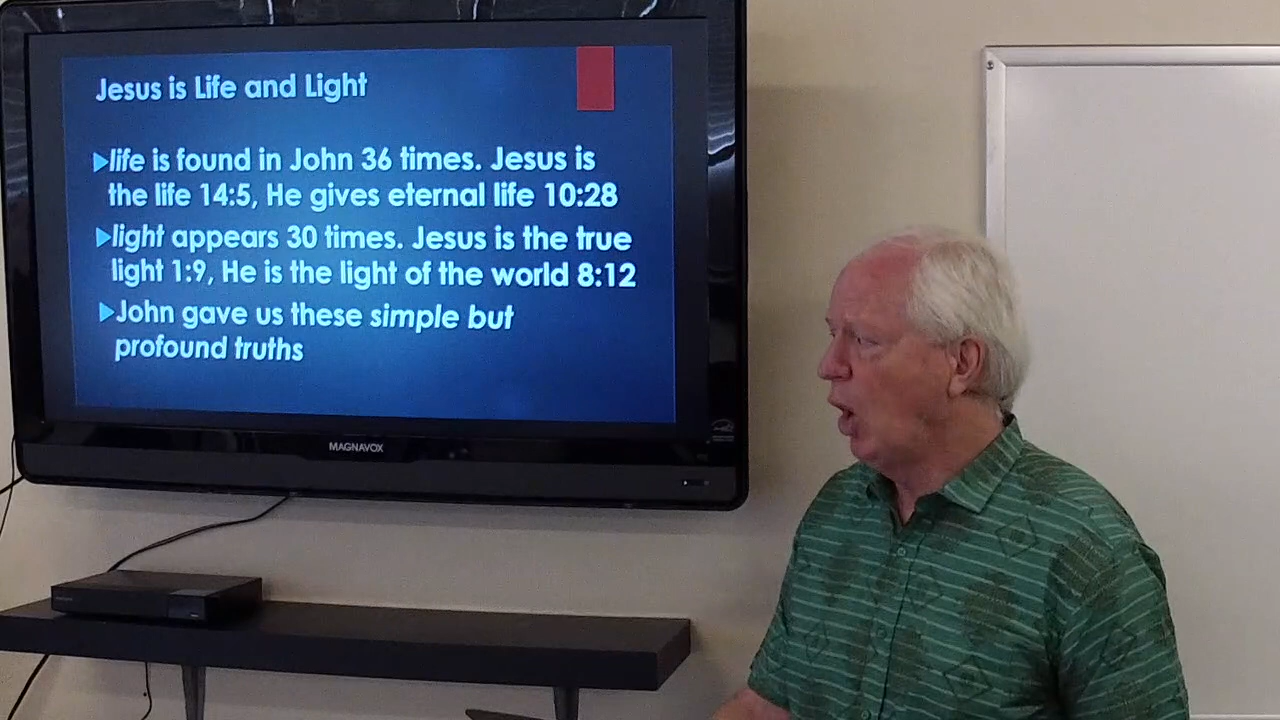 Jesus is Life and Light
life is found in John 36 times. Jesus is
the life 14:5, He gives eternal life 10:28
light appears 30 times. Jesus is the true
light 1:9, He is the light of the world 8:12
John gave us these simple but
profound truths
MAGNAVOX